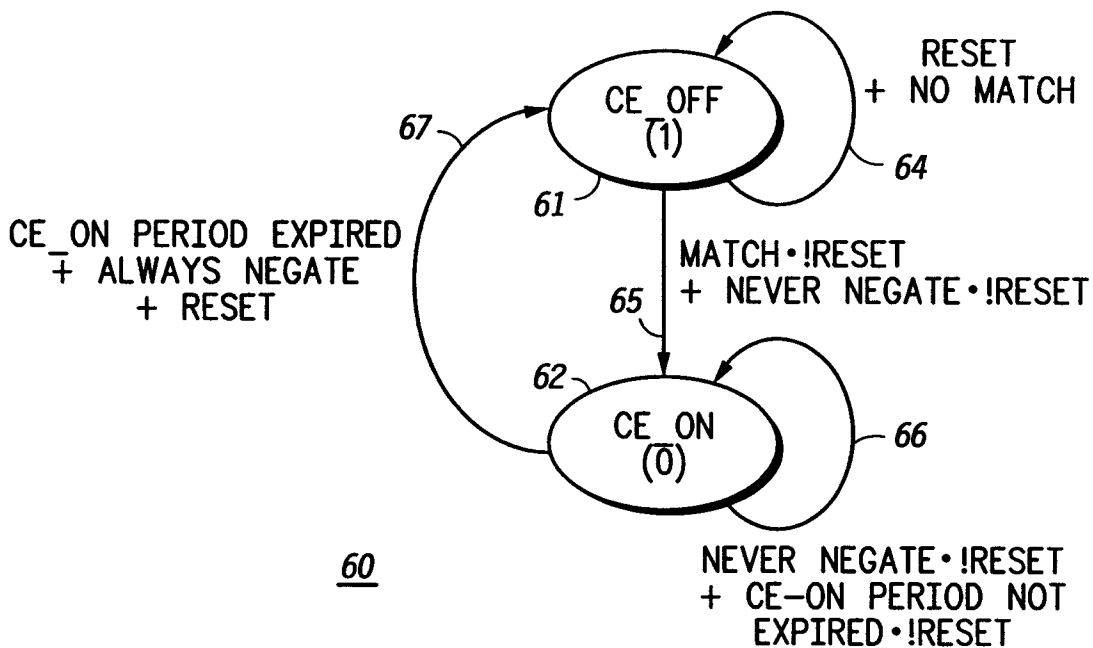 RESET
+ NO MATCH
CE_OFF
(1)
67
64
61
CE_ON PERIOD EXPIRED
+ ALWAYS NEGATE
+ RESET
MATCH•!RESET
+ NEVER NEGATE•!RESET
65
62
CE_ON
(0)
66
60
NEVER NEGATE•!RESET
+ CE-ON PERIOD NOT
EXPIRED•!RESET